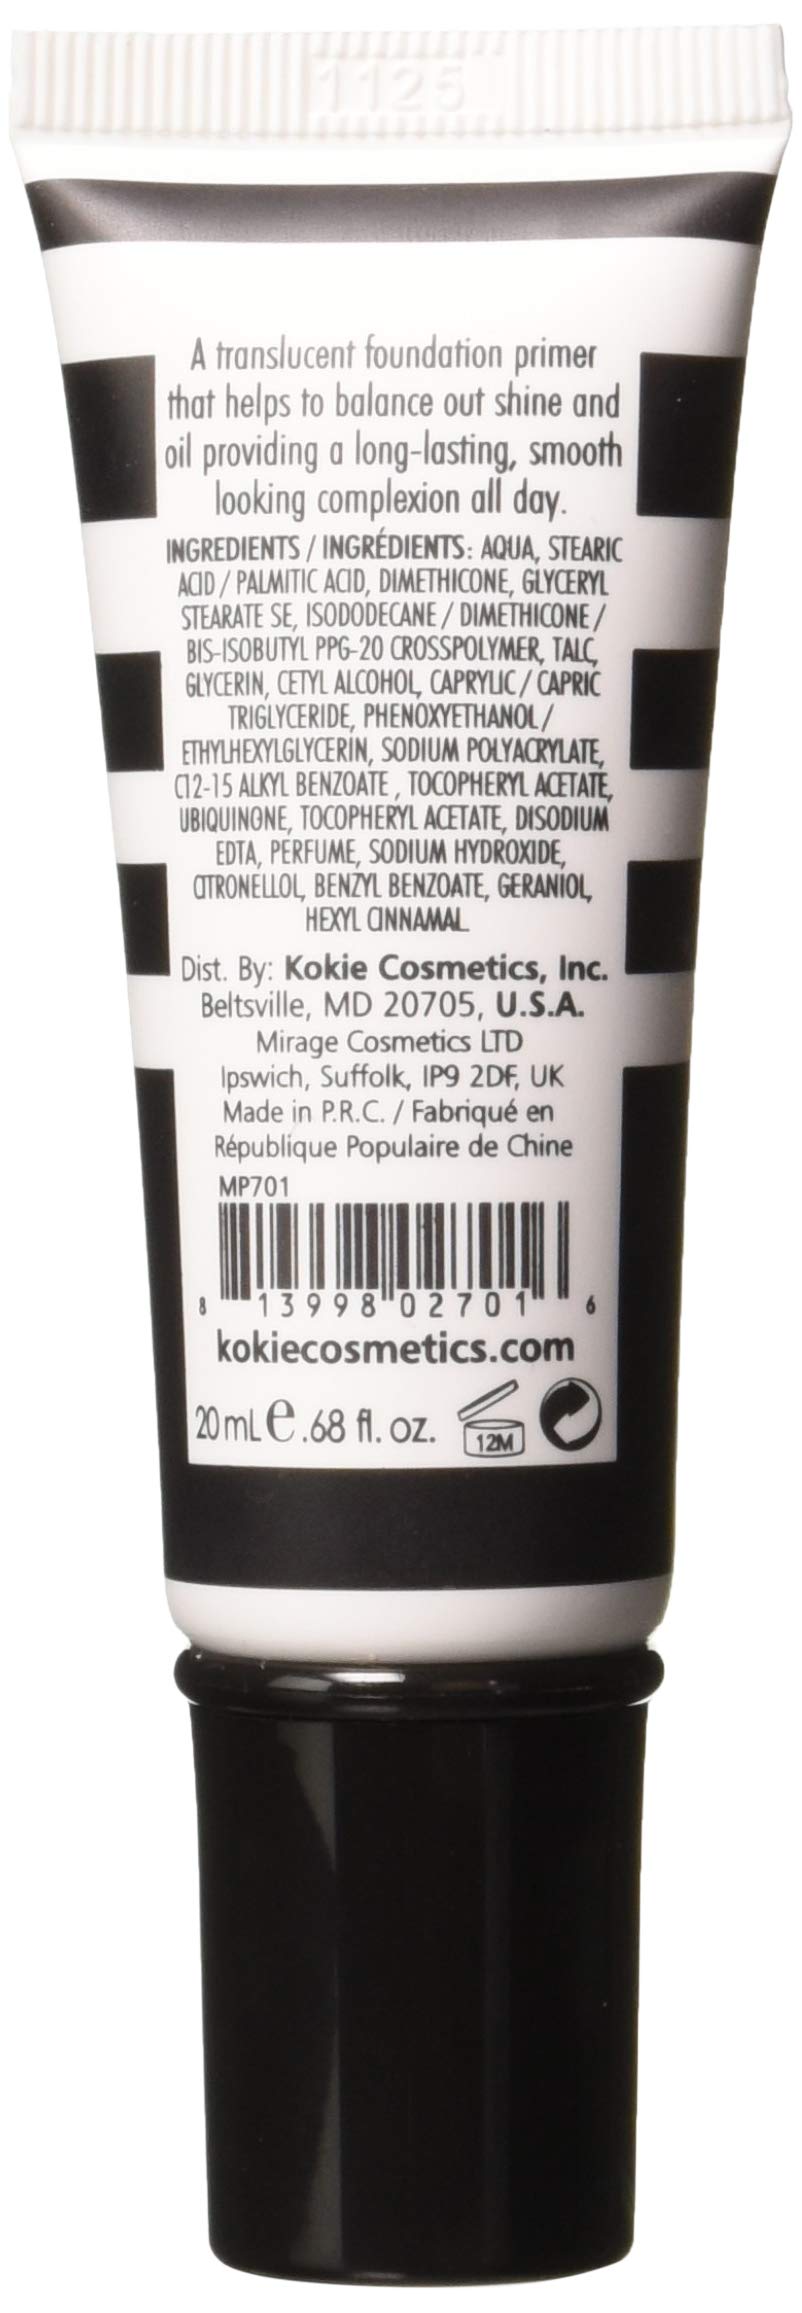 1125
A translucent foundation primer
that helps to balance out shine and
oil providing a long-lasting, smooth
looking complexion all day.
INGREDIENTS / INGRÉDIENTS: AQUA, STEARIC
ACID / PALMITIC ACID, DIMETHICONE, GLYCERYL
STEARATE SE, ISODODECANE / DIMETHICONE /
BIS-ISOBUTYL PPG-20 CROSSPOLYMER, TALC,
GLYCERIN, CETYL ALCOHOL, CAPRYLIC / CAPRIC
TRIGLYCERIDE, PHENOXYETHANOL /
ETHYLHEXYLGLYCERIN, SODIUM POLYACRYLATE,
C12-15 ALKYL BENZOATE , TOCOPHERYL ACETATE,
UBIQUINONE, TOCOPHERYL ACETATE, DISODIUM
EDTA, PERFUME, SODIUM HYDROXIDE,
CITRONELLOL, BENZYL BENZOATE, GERANIOL,
HEXYL CINNAMAL
Dist. By: Kokie Cosmetics, Inc.
Beltsville, MD 20705, U.S.A.
Mirage Cosmetics LTD
Ipswich, Suffolk, IP9 2DF, UK
Made in P.R.C. / Fabriqué en
République Populaire de Chine
MP701
8 13998 02701 6
kokiecosmetics.com
20 mL e .68 fl. oz. 12M